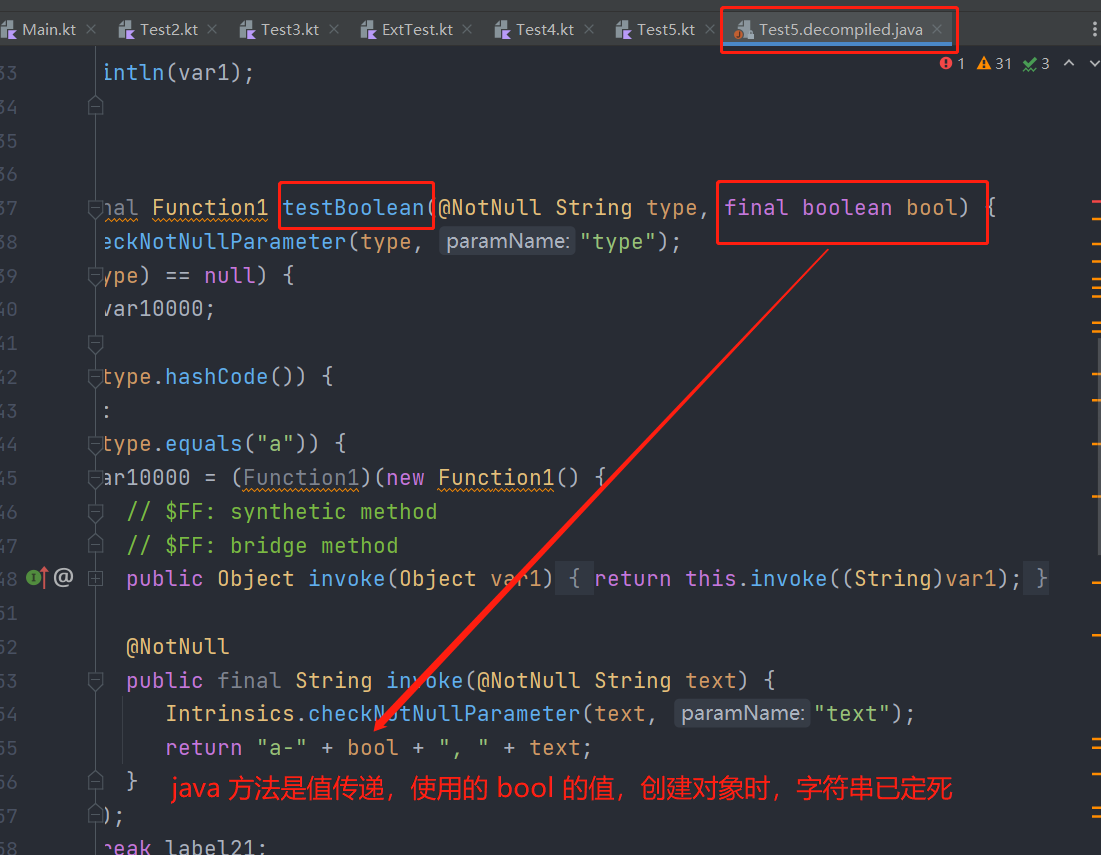 Main.kt × Test2.kt × Test3.kt × ExtTest.kt × Test4.kt × Test5.kt × Test5.decompiled.java ×
1 31 3
33 intln(var1);
34
35
36
37 nal Function1 testBoolean(@NotNull String type, final boolean bool) {
38 eckNotNullParameter(type, paramName: "type");
39 ype) == null) {
40 var10000;
41
42 type.hashCode()) {
43 :
44 type.equals("a")) {
45 ar10000 = (Function1)(new Function1() {
46 // $FF: synthetic method
47 // $FF: bridge method
48 @ public Object invoke(Object var1) { return this.invoke((String)var1); }
51
52 @NotNull
53 public final String invoke(@NotNull String text) {
54 Intrinsics.checkNotNullParameter(text, paramName: "text");
55 return "a-" + bool + ", " + text;
56 }
java 方法是值传递，使用的 bool 的值，创建对象时，字符串已定死
57 );
58 reak label21;